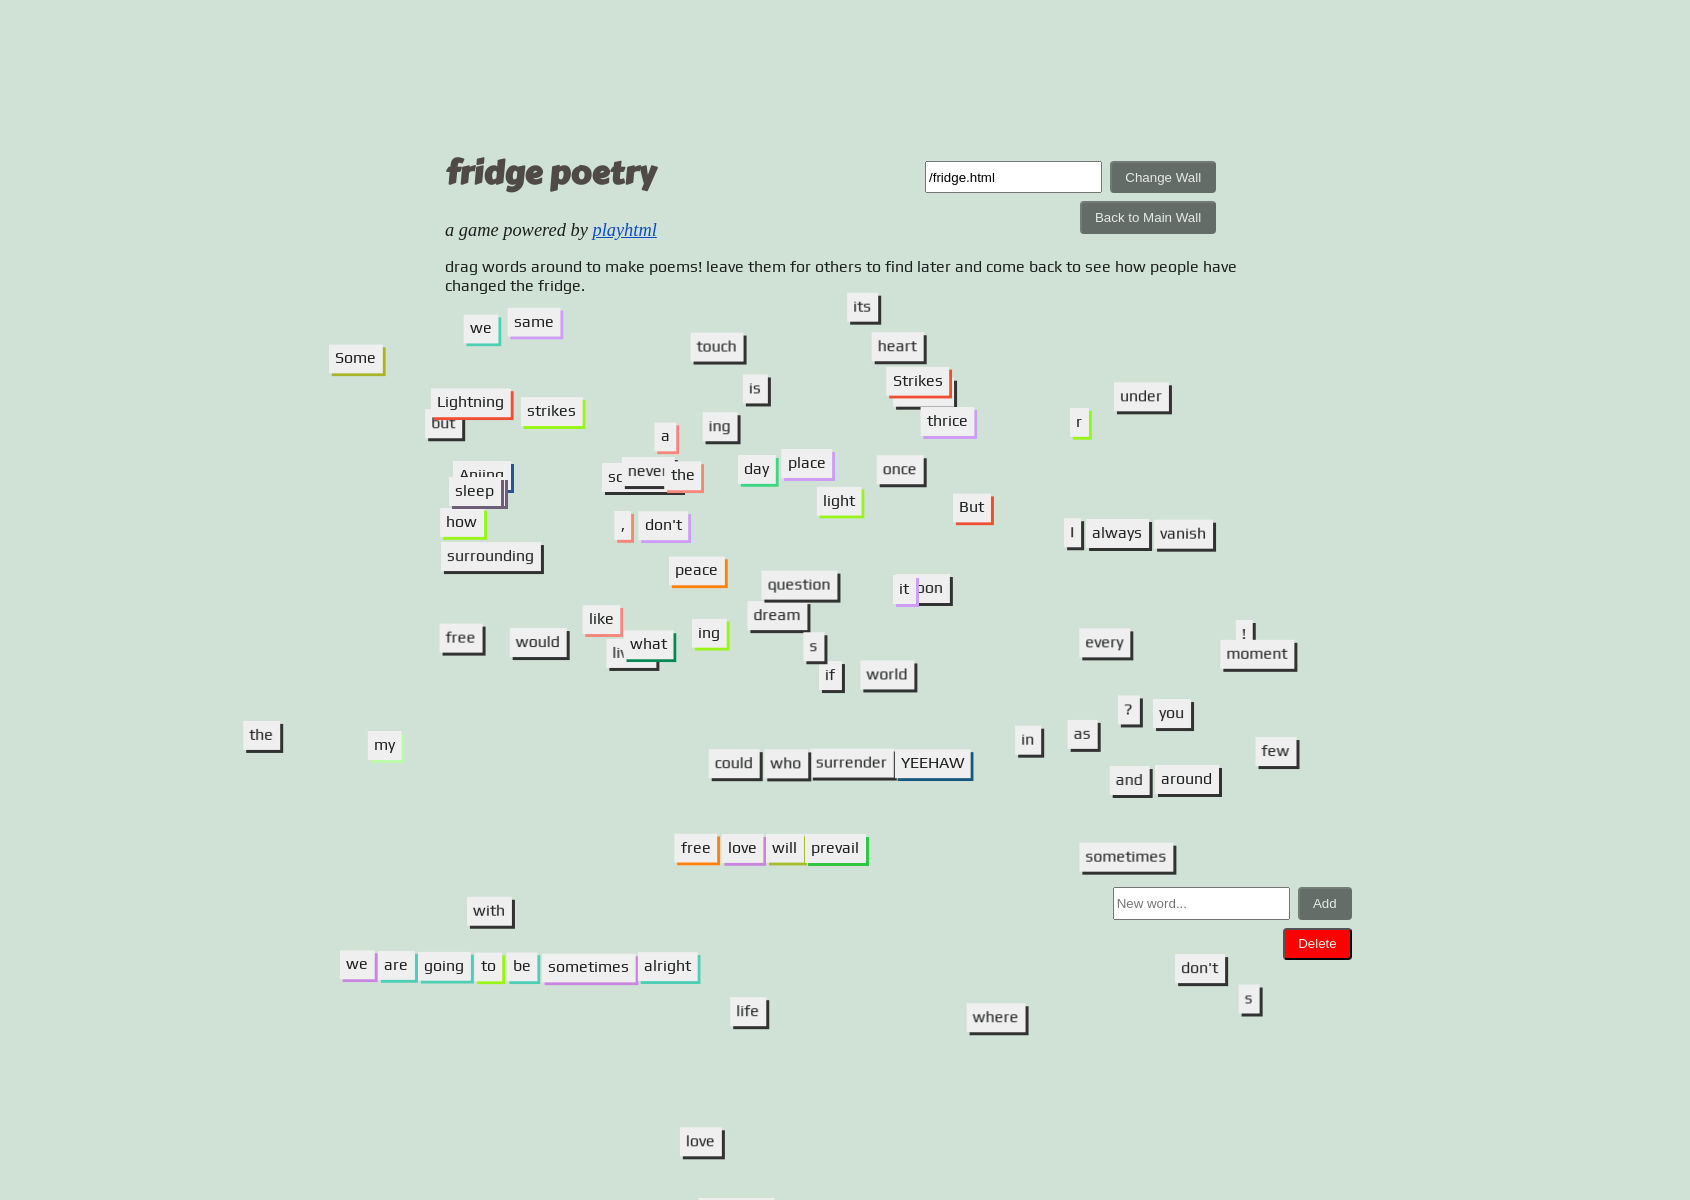 fridge poetry
Change Wall
/fridge.html
Back to Main Wall
a game powered by playhtml
drag words around to make poems! leave them for others to find later and come back to see how people have
changed the fridge.
its
we same
touch heart
Some
is Strikes
under
Lightning strikes
but
thrice r
a ing
never the day place once
sleep
light
But
how , don't
I always vanish
surrounding
peace
question it
dream
like
free would what ing s every !
moment
if world
? you
the my in as
few
could who surrender YEEHAW
and around
free love will prevail
sometimes
New word... Add
with
Delete
we are going to be sometimes alright
don't
s
life where
love